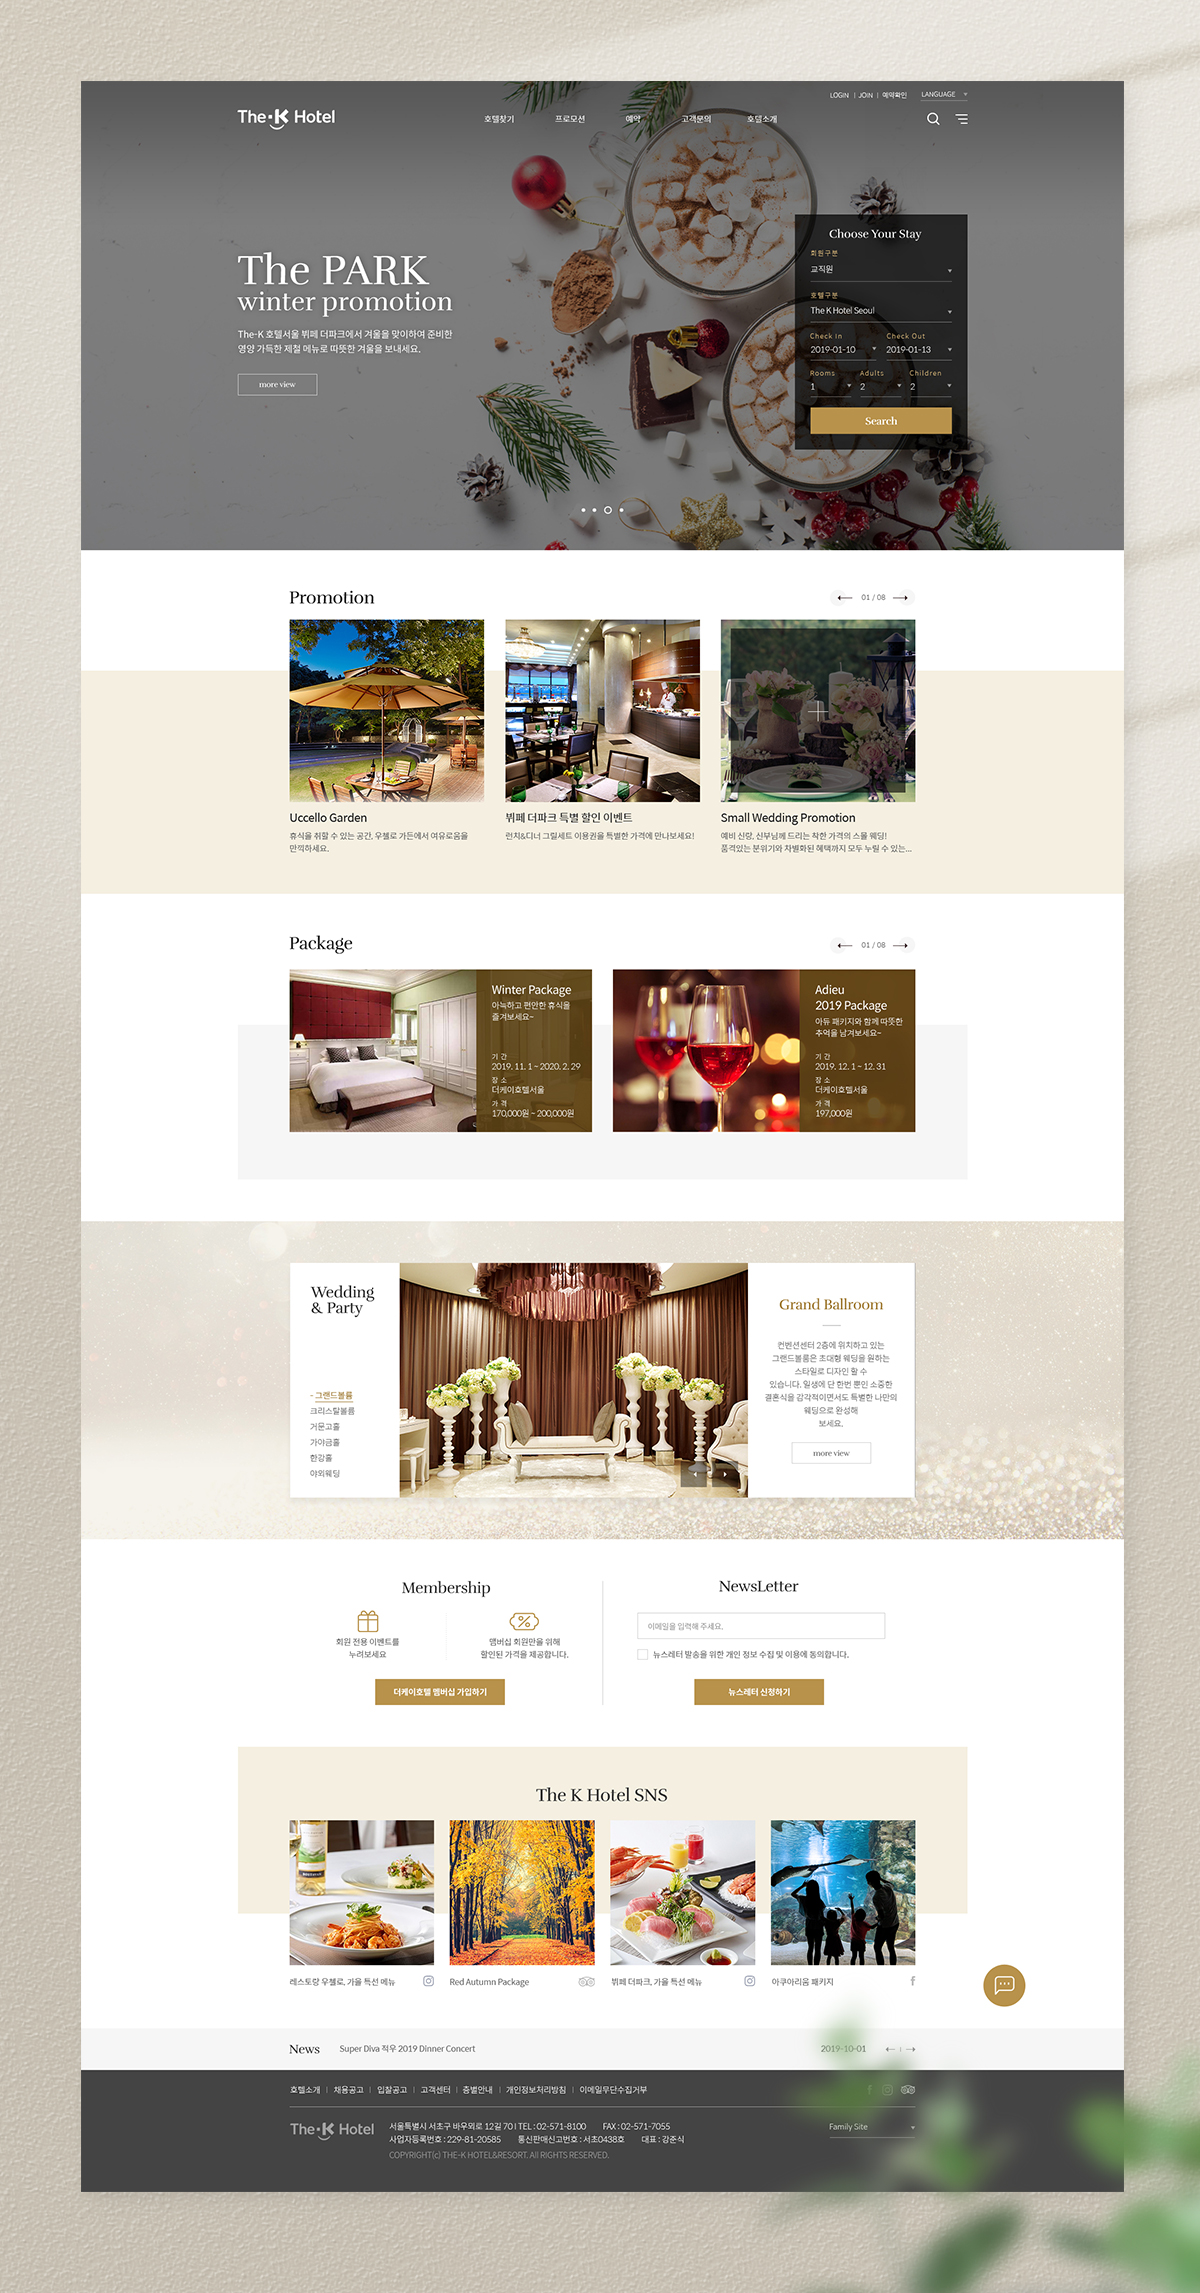 LOGIN | JOIN | 예약확인 LANGUAGE
The-K Hotel 호텔찾기 프로모션 예약 고객문의 호텔소개
Choose Your Stay
회원구분
교직원
호텔구분
The K Hotel Seoul
Check in Check Out
2019-01-10 2019-01-13
Rooms Adults Children
1 2 2
Search
The PARK
winter promotion
The-K 호텔서울 뷔페 더파크에서 겨울을 맞이하여 준비한
영양 가득한 제철 메뉴로 따뜻한 겨울을 보내세요.
more view
Promotion 01 / 08
Uccello Garden
휴식을 취할 수 있는 공간, 우첼로 가든에서 여유로움을
만끽하세요.
뷔페 더파크 특별 할인 이벤트
런치&디너 그릴세트 이용권을 특별한 가격에 만나보세요!
Small Wedding Promotion
예비 신랑, 신부님께 드리는 착한 가격의 스몰 웨딩!
품격있는 분위기와 차별화된 혜택까지 모두 누릴 수 있는...
Package 01 / 08
Winter Package
아늑하고 편안한 휴식을
즐겨보세요~
기 간
2019. 11. 1 ~ 2020. 2. 29
장 소
더케이호텔서울
가 격
170,000원 ~ 200,000원
Adieu
2019 Package
아듀 패키지와 함께 따뜻한
추억을 남겨보세요~
기 간
2019. 12. 1 ~ 12. 31
장 소
더케이호텔서울
가 격
197,000원
Wedding
& Party
- 그랜드볼륨
크리스탈볼륨
거문고홀
가야금홀
한강홀
야외웨딩
Grand Ballroom
컨벤션센터 2층에 위치하고 있는
그랜드볼룸은 초대형 웨딩을 원하는
스타일로 디자인 할 수
있습니다. 일생에 단 한번 뿐인 소중한
결혼식을 감각적이면서도 특별한 나만의
웨딩으로 완성해
보세요.
more view
Membership
회원 전용 이벤트를
누려보세요
맴버십 회원만을 위해
할인된 가격을 제공합니다.
더케이호텔 멤버십 가입하기
NewsLetter
이메일을 입력해 주세요.
뉴스레터 발송을 위한 개인 정보 수집 및 이용에 동의합니다.
뉴스레터 신청하기
The K Hotel SNS
레스토랑 우첼로, 가을 특선 메뉴
Red Autumn Package
뷔페 더파크, 가을 특선 메뉴
아쿠아리움 패키지
News Super Diva 적우 2019 Dinner Concert 2019-10-01
호텔소개 | 채용공고 | 입찰공고 | 고객센터 | 층별안내 | 개인정보처리방침 | 이메일무단수집거부
The-K Hotel
서울특별시 서초구 바우뫼로 12길 70 I TEL : 02-571-8100 FAX : 02-571-7055
사업자등록번호 : 229-81-20585 통신판매신고번호 : 서초0438호 대표 : 강준식
COPYRIGHT(c) THE-K HOTEL&RESORT. All RIGHTS RESERVED.
Family Site